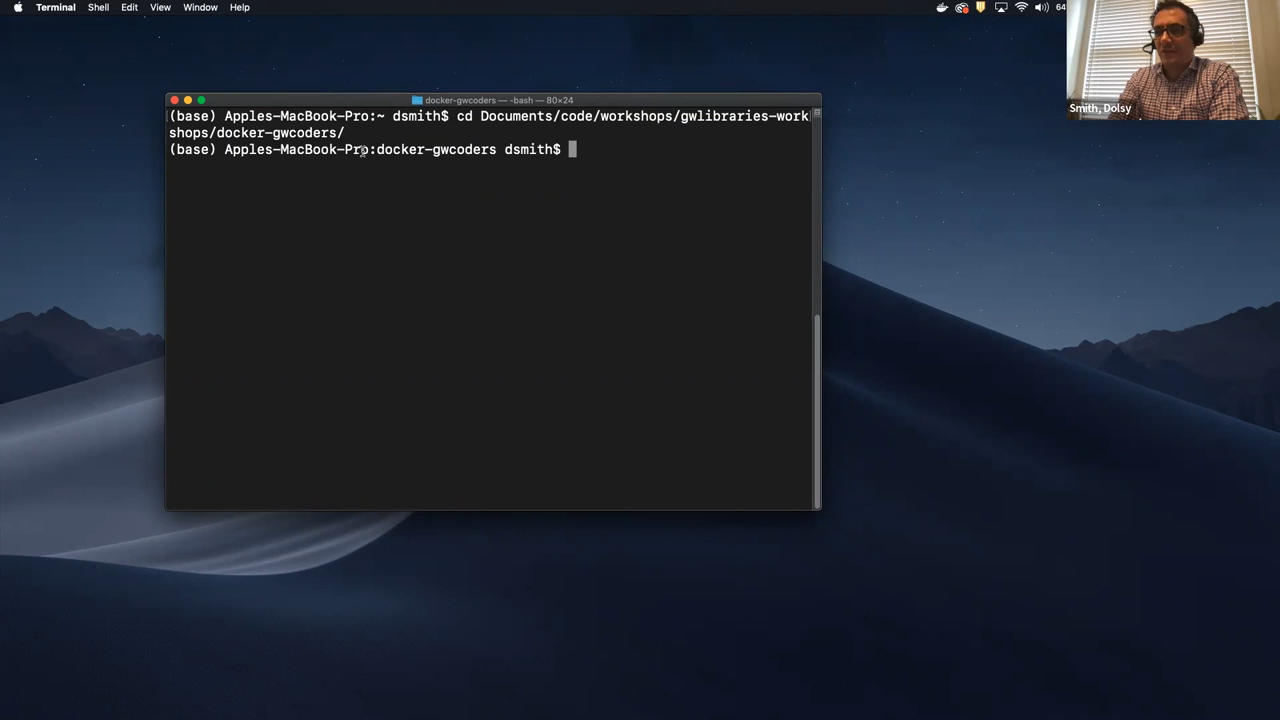 Terminal Shell Edit View Window Help
64
Smith, Dolsy
docker-gwcoders — -bash — 80×24
(base) Apples-MacBook-Pro:~ dsmith$ cd Documents/code/workshops/gwlibraries-work
shops/docker-gwcoders/
(base) Apples-MacBook-Pro:docker-gwcoders dsmith$